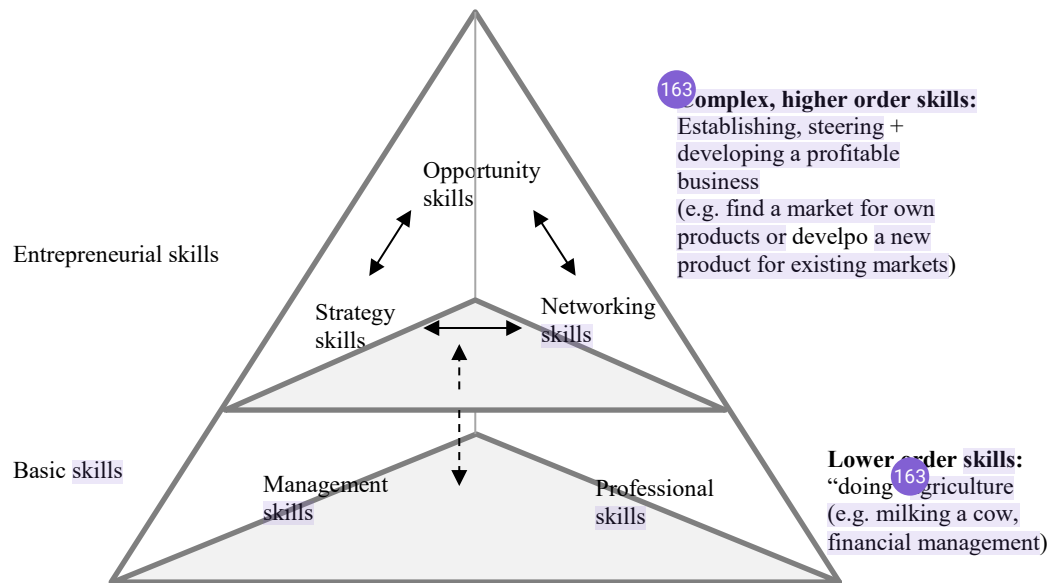 163
Complex, higher order skills:
Establishing, steering +
developing a profitable
business
(e.g. find a market for own
products or develpo a new
product for existing markets)
Opportunity
skills
Entrepreneurial skills
Strategy
skills
Networking
skills
Basic skills
Management
skills
Professional
skills
Lower order skills:
163
“doing agriculture
(e.g. milking a cow,
financial management)